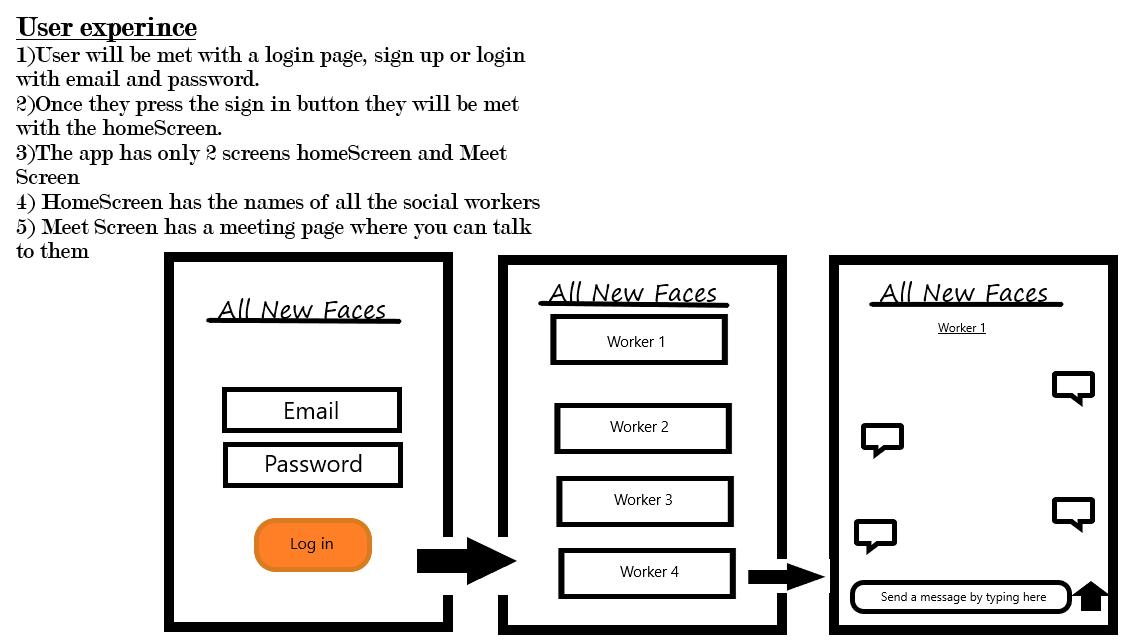 User experince
1)User will be met with a login page, sign up or login
with email and password.
2)Once they press the sign in button they will be met
with the homeScreen.
3)The app has only 2 screens homeScreen and Meet
Screen
4) HomeScreen has the names of all the social workers
5) Meet Screen has a meeting page where you can talk
to them
All New Faces
Email
Password
Log in
All New Faces
Worker 1
Worker 2
Worker 3
Worker 4
All New Faces
Worker 1
Send a message by typing here